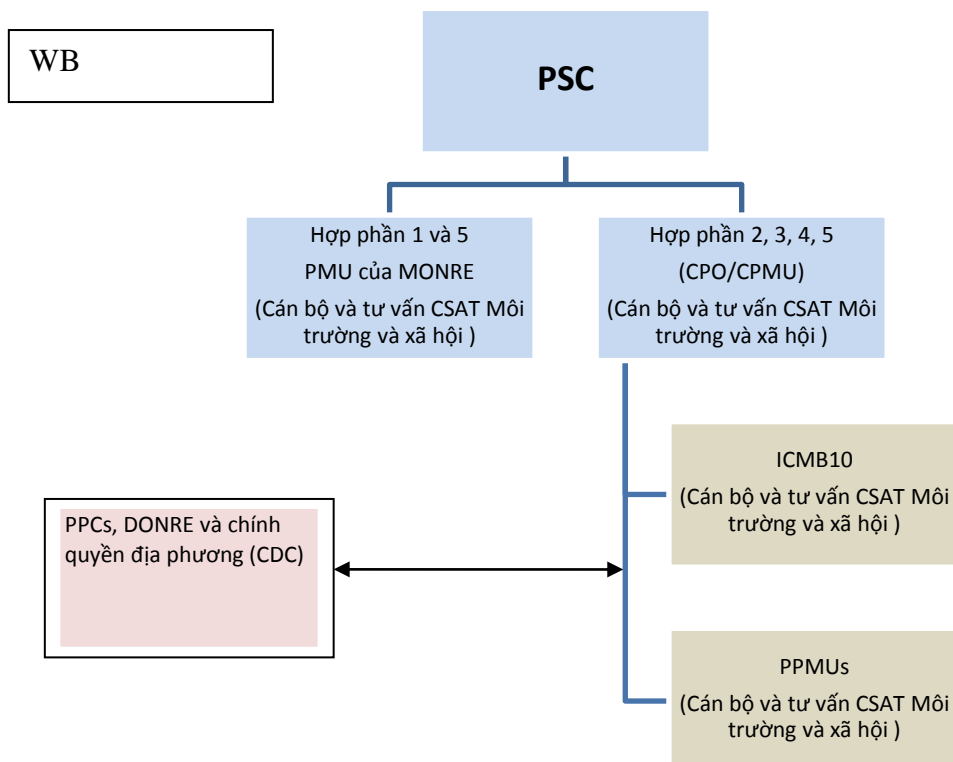 WB
PSC
Hợp phần 1 và 5
PMU của MONRE
(Cán bộ và tư vấn CSAT Môi
trường và xã hội )
Hợp phần 2, 3, 4, 5
(CPO/CPMU)
(Cán bộ và tư vấn CSAT Môi
trường và xã hội )
ICMB10
(Cán bộ và tư vấn CSAT Môi
trường và xã hội )
PPCs, DONRE và chính
quyền địa phương (CDC)
PPMUs
(Cán bộ và tư vấn CSAT Môi
trường và xã hội )